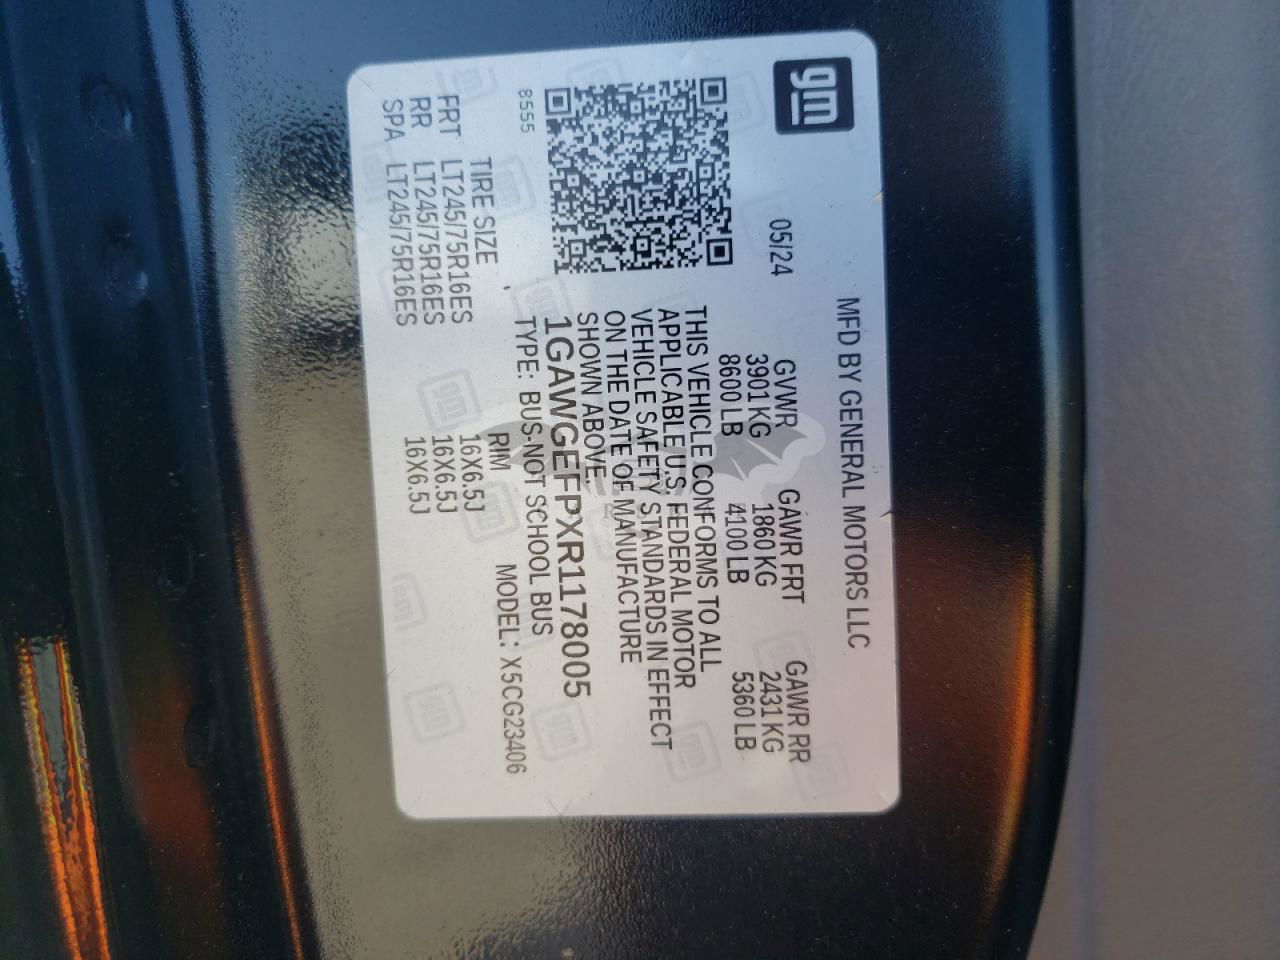 gm
MFD BY GENERAL MOTORS LLC
05/24
GVWR GAWR FRT GAWR RR
3901 KG 1860 KG 2431 KG
8600 LB 4100 LB 5360 LB
THIS VEHICLE CONFORMS TO ALL
APPLICABLE U.S. FEDERAL MOTOR
VEHICLE SAFETY STANDARDS IN EFFECT
ON THE DATE OF MANUFACTURE
SHOWN ABOVE.
1GAWGEFPXR1178005
8555
TYPE: BUS-NOT SCHOOL BUS MODEL: X5CG23406
TIRE SIZE RIM
FRT LT245/75R16ES 16X6.5J
RR LT245/75R16ES 16X6.5J
SPA LT245/75R16ES 16X6.5J